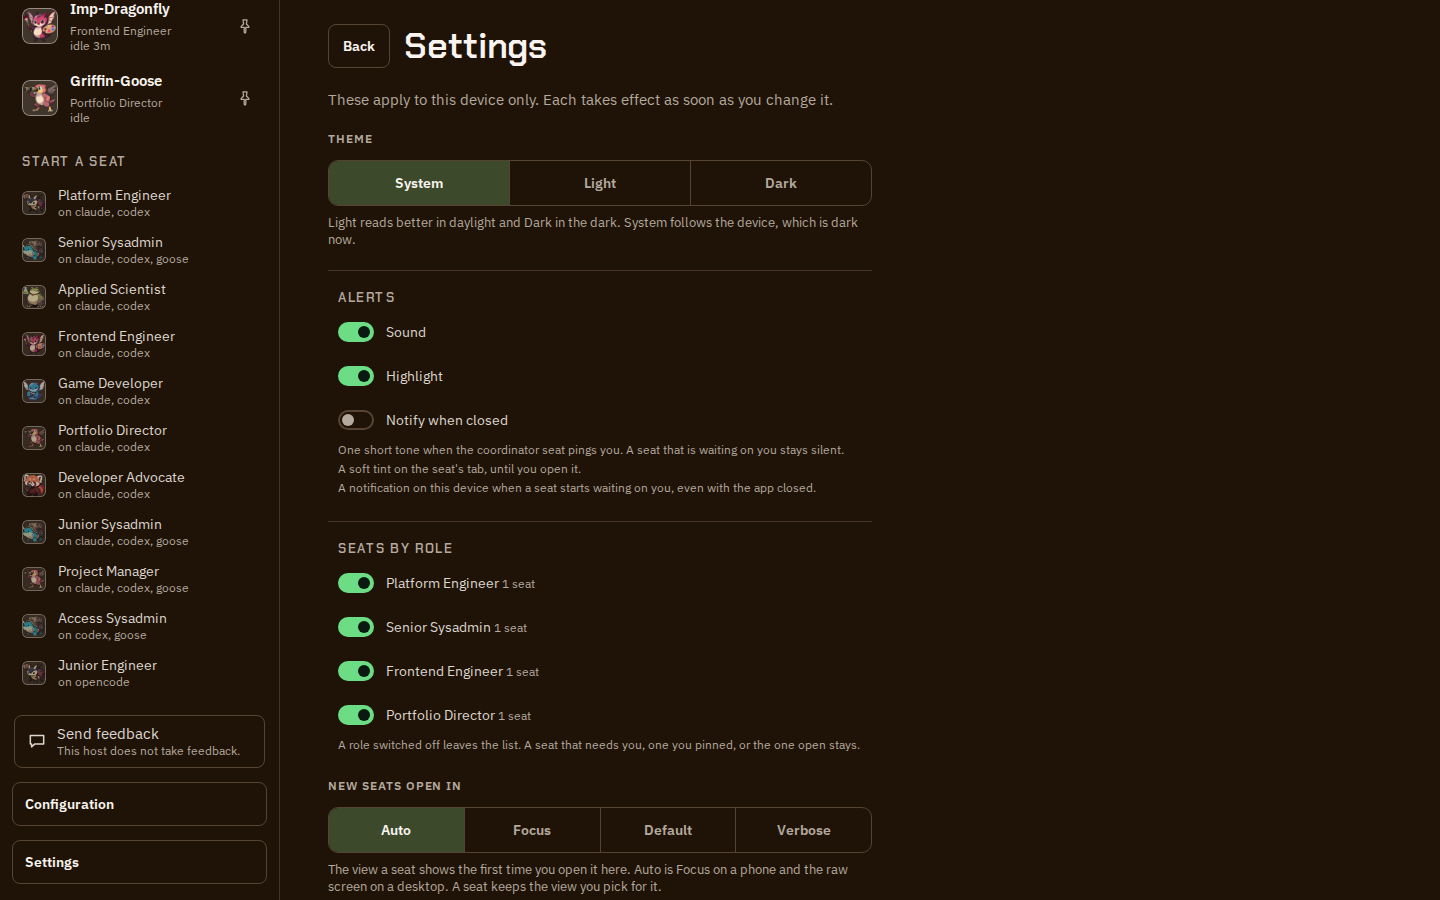 Imp-Dragonfly
Frontend Engineer
idle 3m
Griffin-Goose
Portfolio Director
idle
START A SEAT
Platform Engineer
on claude, codex
Senior Sysadmin
on claude, codex, goose
Applied Scientist
on claude, codex
Frontend Engineer
on claude, codex
Game Developer
on claude, codex
Portfolio Director
on claude, codex
Developer Advocate
on claude, codex
Junior Sysadmin
on claude, codex, goose
Project Manager
on claude, codex, goose
Access Sysadmin
on codex, goose
Junior Engineer
on opencode
Send feedback
This host does not take feedback.
Configuration
Settings
Back
Settings
These apply to this device only. Each takes effect as soon as you change it.
THEME
System
Light
Dark
Light reads better in daylight and Dark in the dark. System follows the device, which is dark
now.
ALERTS
Sound
Highlight
Notify when closed
One short tone when the coordinator seat pings you. A seat that is waiting on you stays silent.
A soft tint on the seat's tab, until you open it.
A notification on this device when a seat starts waiting on you, even with the app closed.
SEATS BY ROLE
Platform Engineer 1 seat
Senior Sysadmin 1 seat
Frontend Engineer 1 seat
Portfolio Director 1 seat
A role switched off leaves the list. A seat that needs you, one you pinned, or the one open stays.
NEW SEATS OPEN IN
Auto
Focus
Default
Verbose
The view a seat shows the first time you open it here. Auto is Focus on a phone and the raw
screen on a desktop. A seat keeps the view you pick for it.